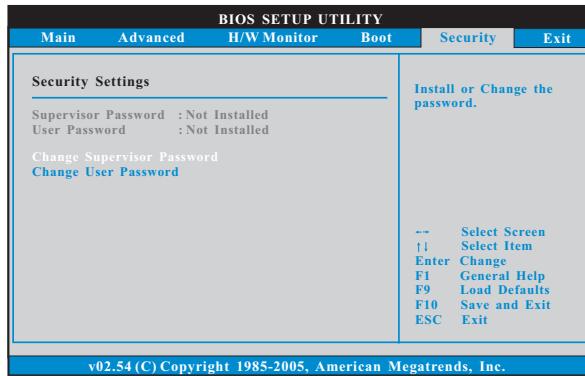 BIOS SETUP UTILITY
Main Advanced H/W Monitor Boot Security Exit
Security Settings
Supervisor Password : Not Installed
User Password : Not Installed
Change Supervisor Password
Change User Password
Install or Change the
password.
←→ Select Screen
↑↓ Select Item
Enter Change
F1 General Help
F9 Load Defaults
F10 Save and Exit
ESC Exit
v02.54 (C) Copyright 1985-2005, American Megatrends, Inc.